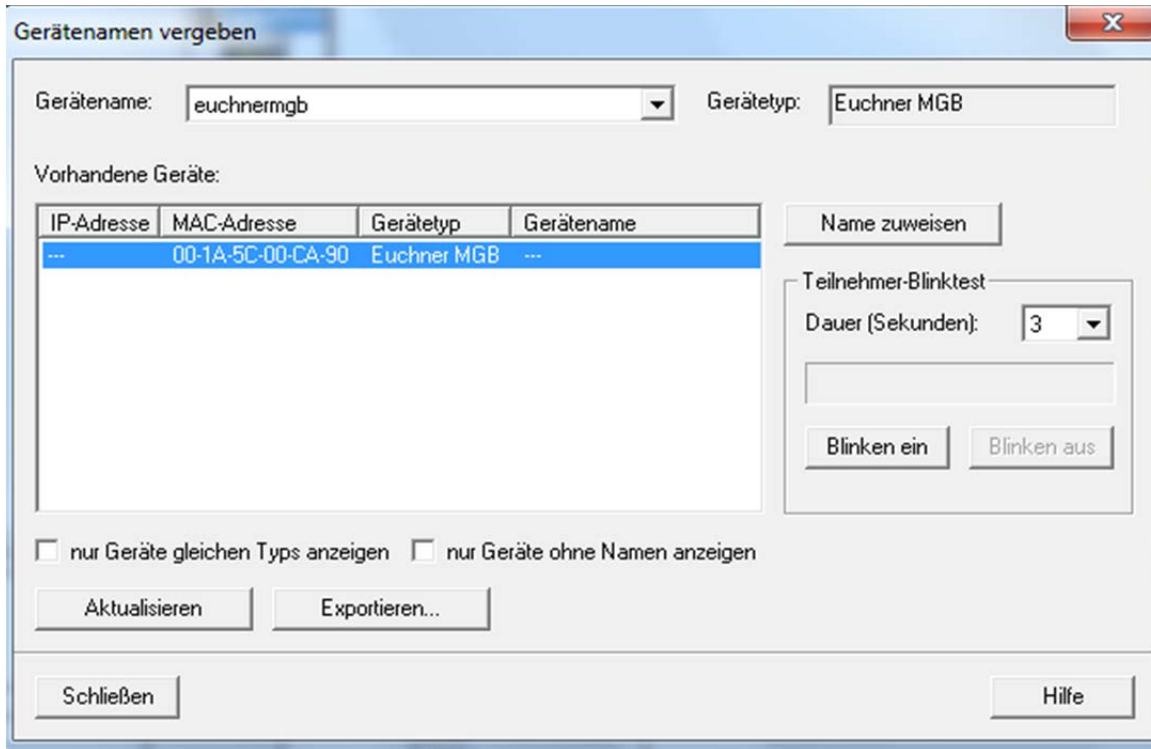 Gerätenamen vergeben
Gerätename: euchnermgb Gerätetyp: Euchner MGB
Vorhandene Geräte:
IP-Adresse MAC-Adresse Gerätetyp Gerätename
--- 00-1A-5C-00-CA-90 Euchner MGB ---
Name zuweisen
Teilnehmer-Blinktest
Dauer (Sekunden): 3
Blinken ein Blinken aus
nur Geräte gleichen Typs anzeigen nur Geräte ohne Namen anzeigen
Aktualisieren Exportieren...
Schließen Hilfe